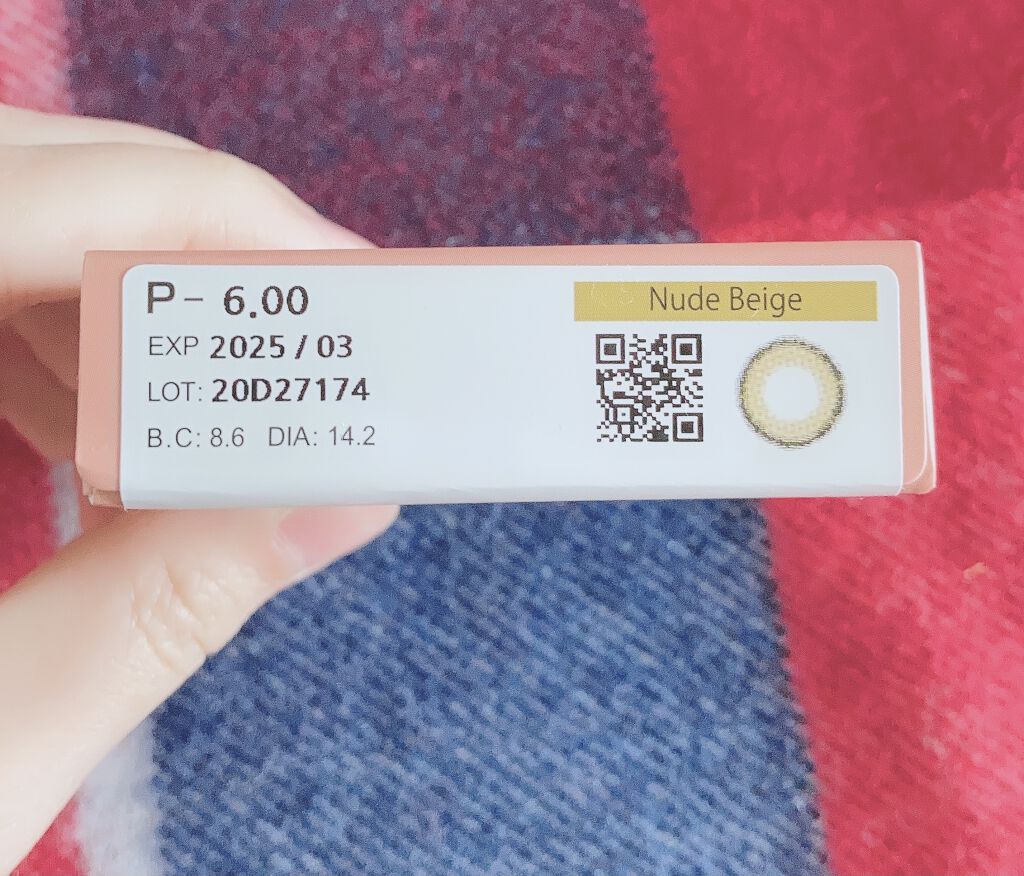 P- 6.00
EXP 2025 / 03
LOT: 20D27174
B.C: 8.6 DIA: 14.2
Nude Beige